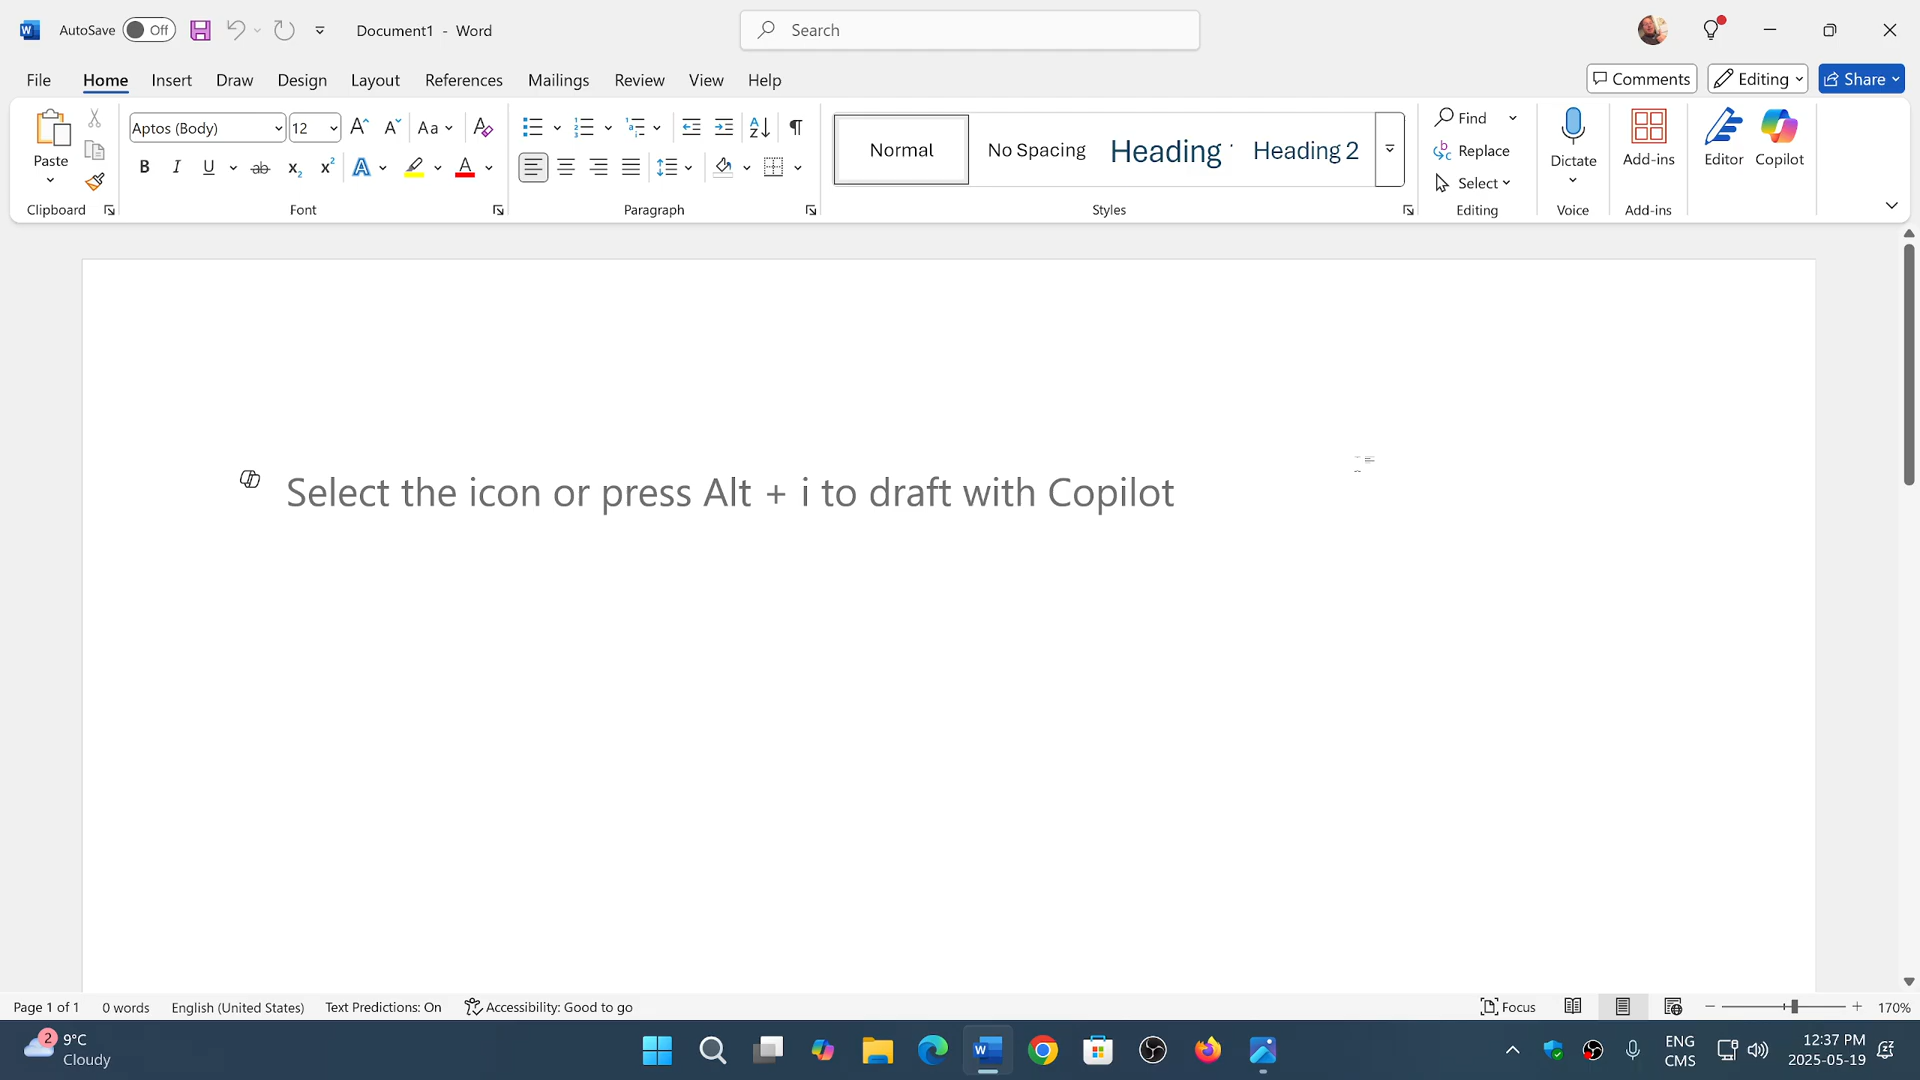 AutoSave Off Document1 - Word Search
File Home Insert Draw Design Layout References Mailings Review View Help Comments Editing Share
Paste
Clipboard
Aptos (Body) 12
Font
Paragraph
Normal No Spacing Heading Heading 2
Styles
Find
Replace
Select
Editing
Dictate
Voice
Add-ins
Add-ins
Editor Copilot
Select the icon or press Alt + i to draft with Copilot
Page 1 of 1 0 words English (United States) Text Predictions: On Accessibility: Good to go Focus 170%
2 9°C
Cloudy
ENG
CMS
12:37 PM
2025-05-19